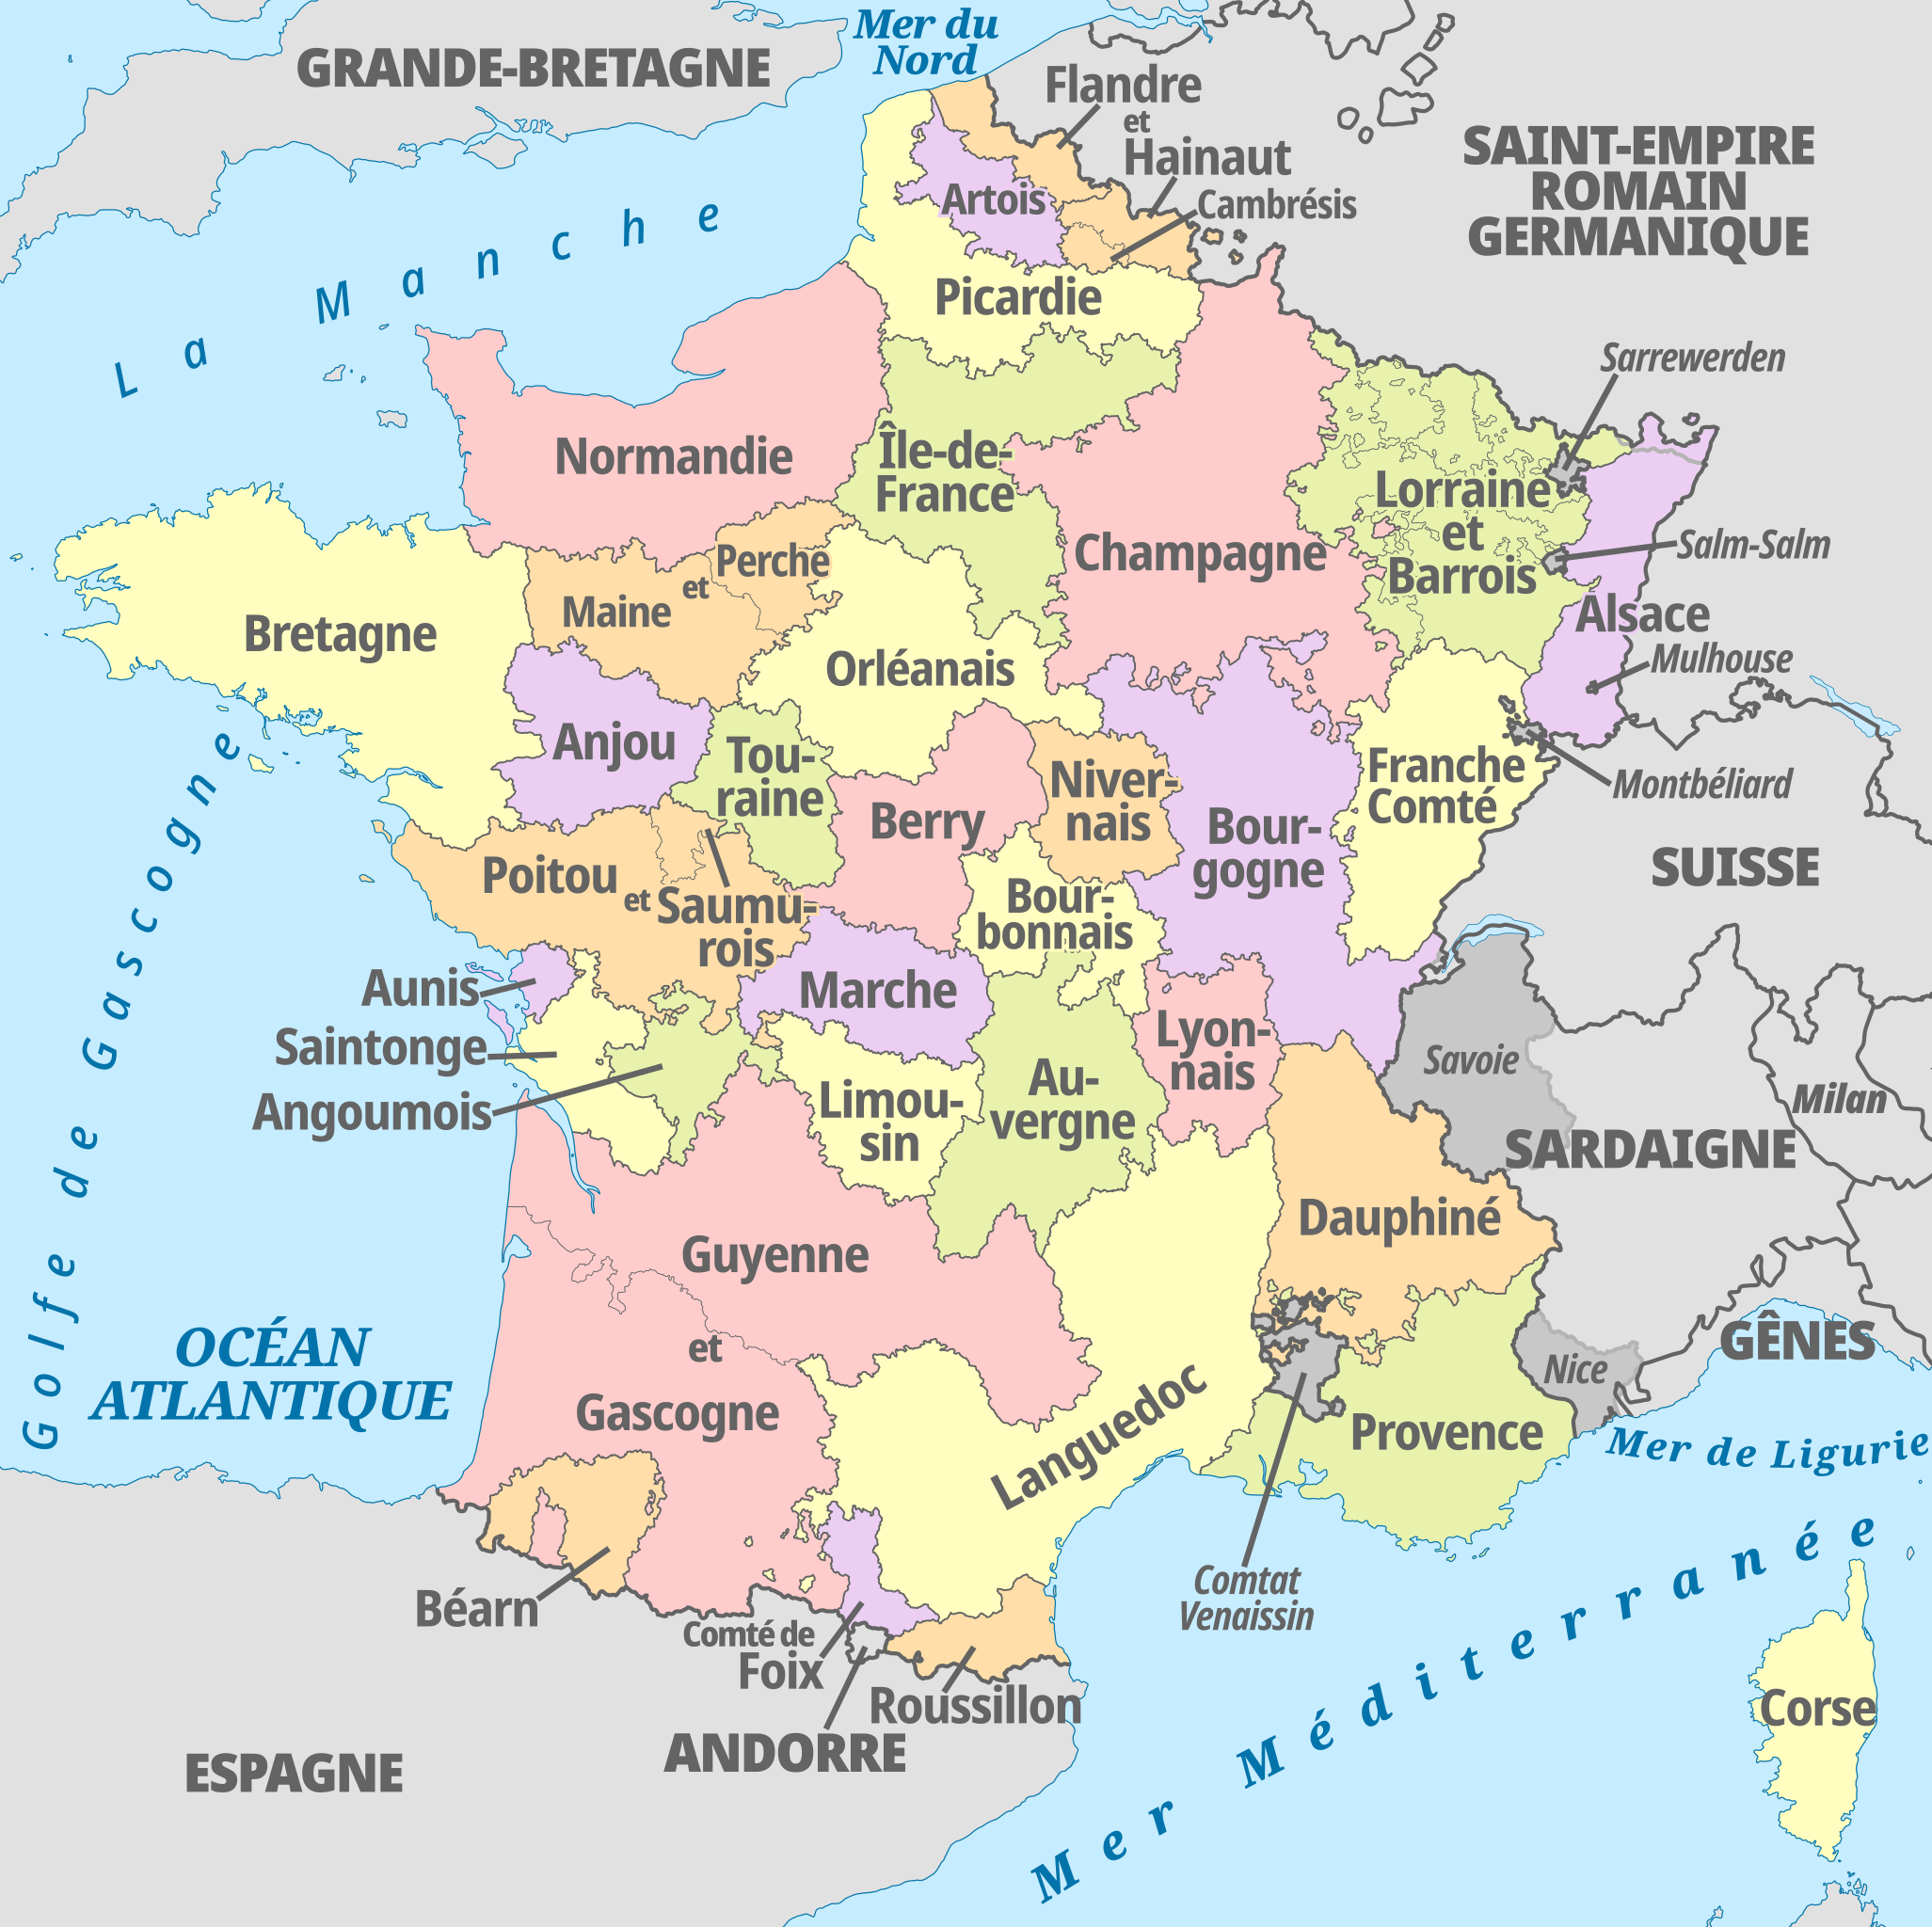 Mer du
Nord
GRANDE-BRETAGNE
Flandre
et
Hainaut
Cambrésis
SAINT-EMPIRE
ROMAIN
GERMANIQUE
Artois
La Manche
Picardie
Sarrewerden
Normandie
Île-de-
France
Lorraine
et
Barrois
Champagne
Salm-Salm
Perche
et
Maine
Alsace
Bretagne
Orléanais
Mulhouse
Anjou
Tou-
raine
Niver-
nais
Franche
Comté
Montbéliard
Berry
Bour-
gogne
SUISSE
Poitou
et Saumu-
rois
Bour-
bonnais
Golfe de Gascogne
Aunis
Marche
Saintonge
Lyon-
nais
Savoie
Angoumois
Limou-
sin
Au-
vergne
Milan
SARDAIGNE
Dauphiné
Guyenne
et
Gascogne
OCÉAN
ATLANTIQUE
GÊNES
Nice
Languedoc
Provence
Mer de Ligurie
Comtat
Venaissin
Béarn
Comté de
Foix
Roussillon
ANDORRE
Mer Méditerranée
Corse
ESPAGNE